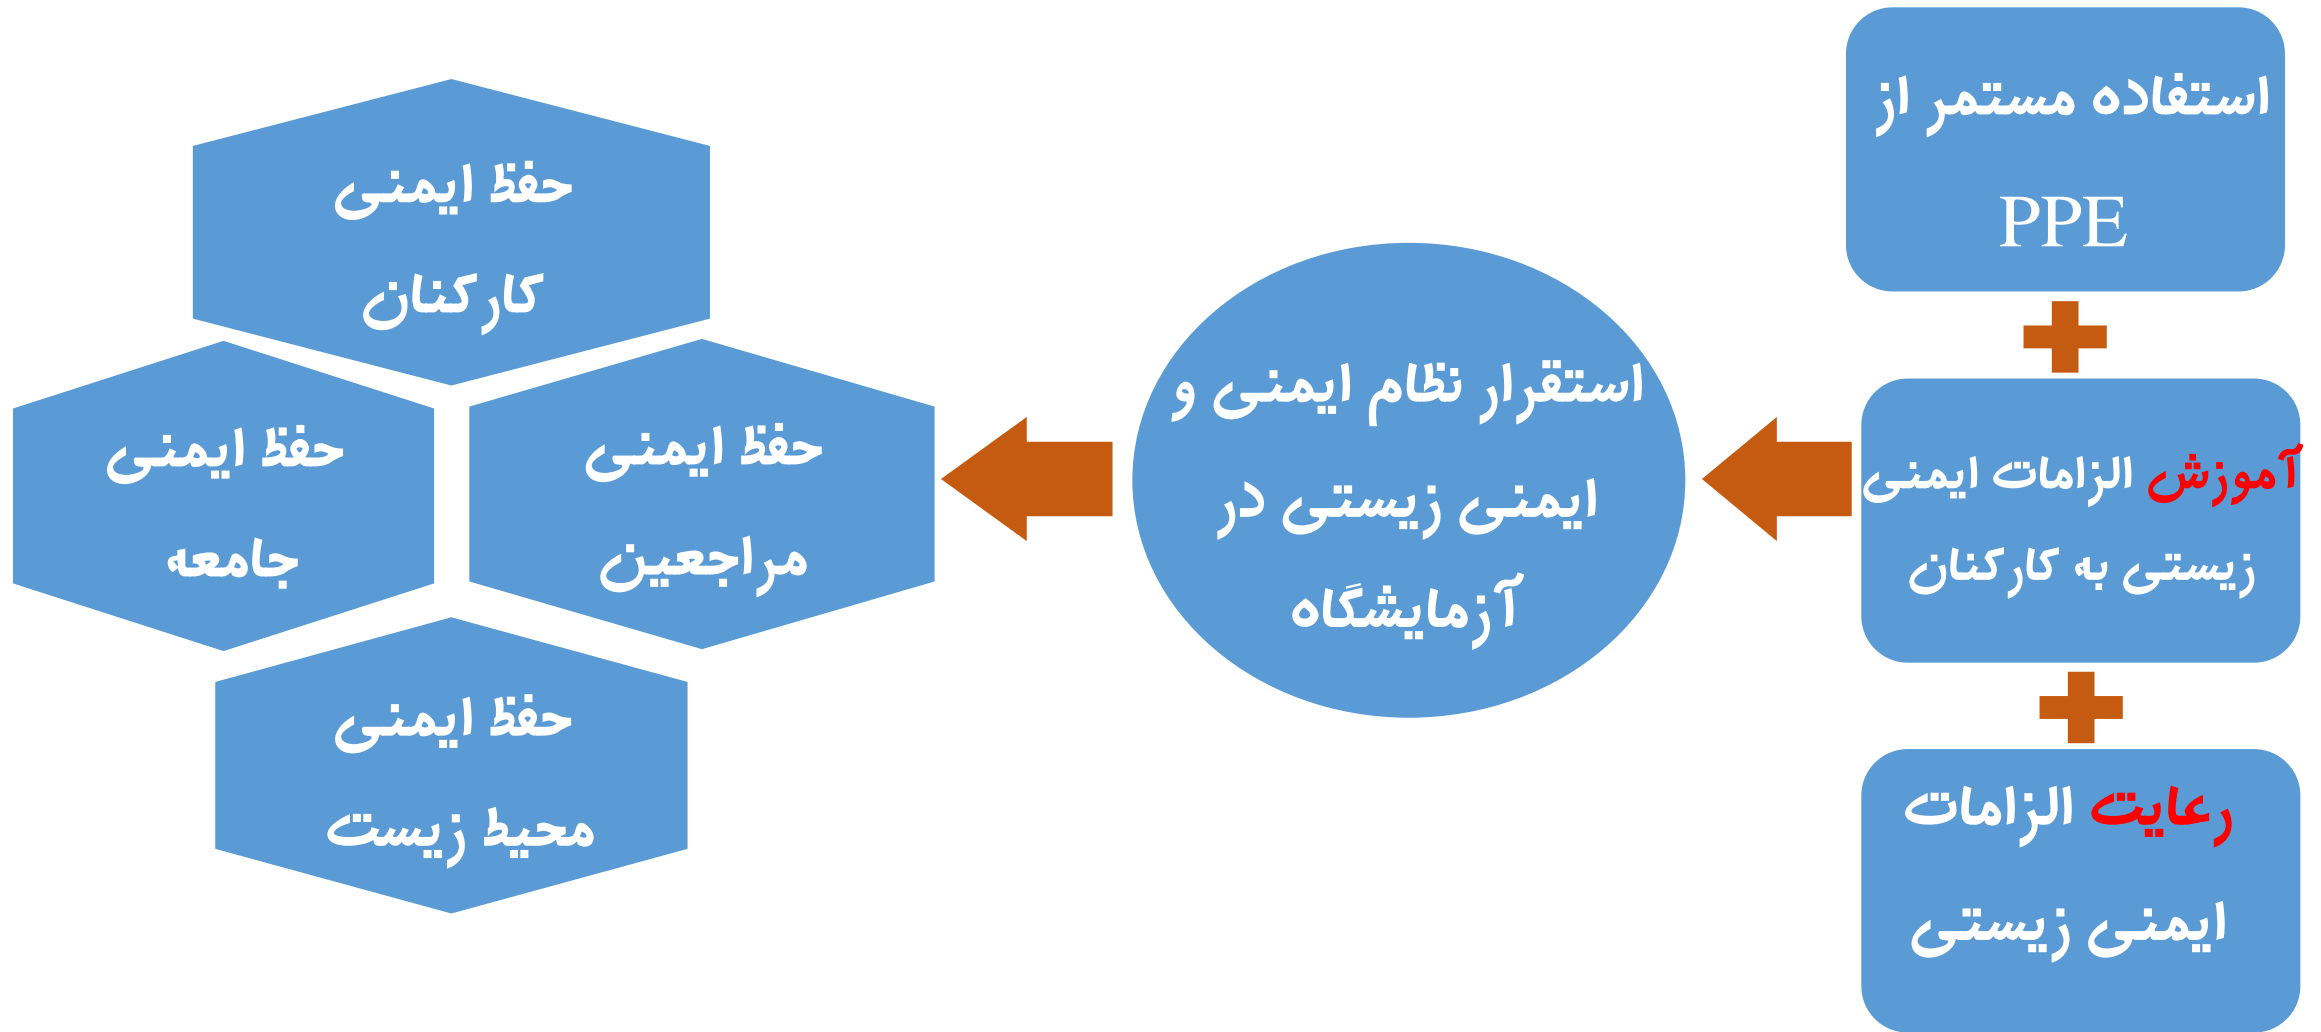 استفاده مستمر از
PPE
آموزش الزامات ایمنی
زیستی به کارکنان
رعایت الزامات
ایمنی زیستی
استقرار نظام ایمنی و
ایمنی زیستی در
آزمایشگاه
حفظ ایمنی
کارکنان
حفظ ایمنی
مراجعین
حفظ ایمنی
جامعه
حفظ ایمنی
محیط زیست